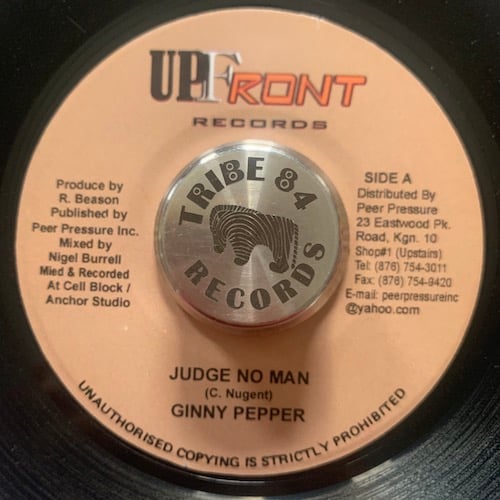 UPFRONT
RECORDS
TRIBE 84
RECORDS
Produce by
R. Beason
Published by
Peer Pressure Inc.
Mixed by
Nigel Burrell
Mied & Recorded
At Cell Block /
Anchor Studio
SIDE A
Distributed By
Peer Pressure
23 Eastwood Pk.
Road, Kgn. 10
Shop#1 (Upstairs)
Tel: (876) 754-3011
Fax: (876) 754-9420
E-mail: peerpressureinc
@yahoo.com
JUDGE NO MAN
(C. Nugent)
GINNY PEPPER
UNAUTHORISED COPYING IS STRICTLY PROHIBITED